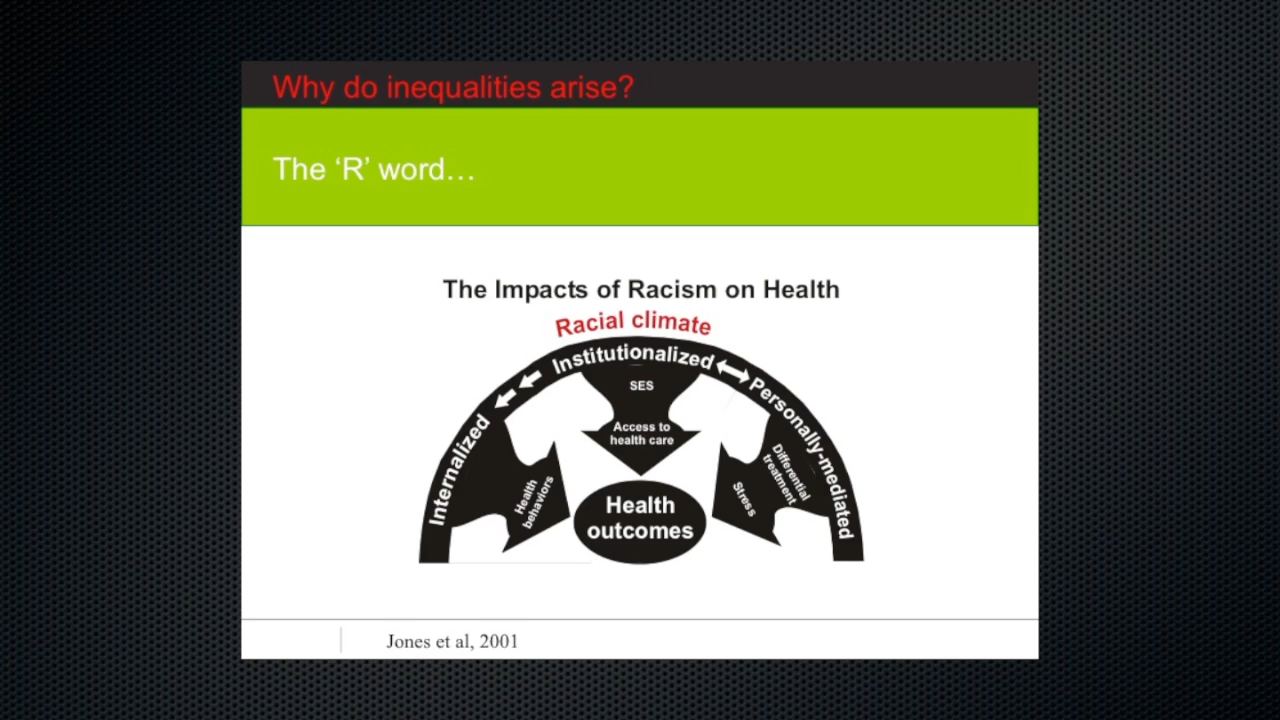 Why do inequalities arise?
The ‘R’ word…
The Impacts of Racism on Health
Racial climate
Institutionalized
Internalized
Personally-mediated
SES
Access to
health care
Health
behaviors
Differential
treatment
Stress
Health
outcomes
Jones et al, 2001